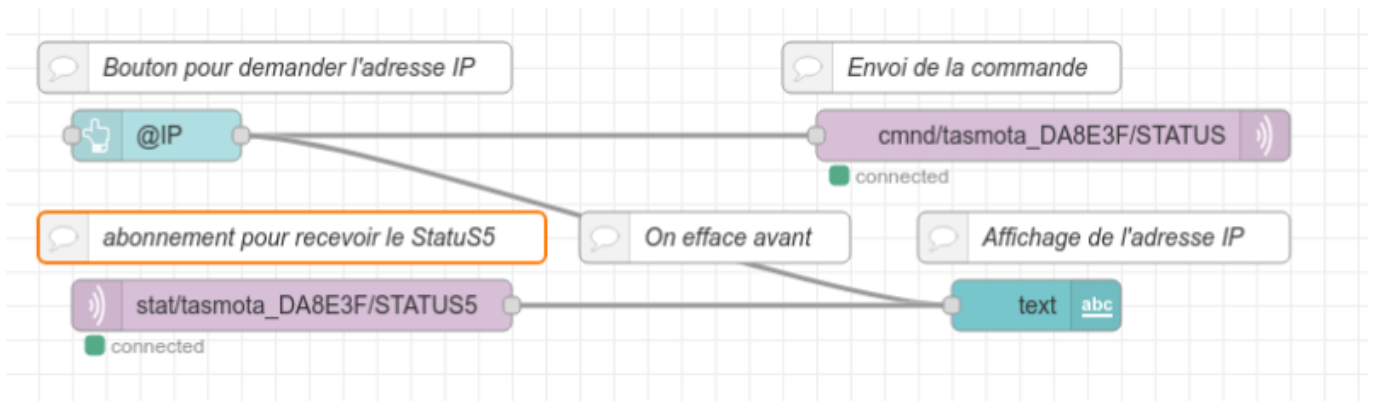 Bouton pour demander l'adresse IP
Envoi de la commande
@IP
cmnd/tasmota_DA8E3F/STATUS
connected
abonnement pour recevoir le StatuS5
On efface avant
Affichage de l'adresse IP
stat/tasmota_DA8E3F/STATUS5
text
abc
connected